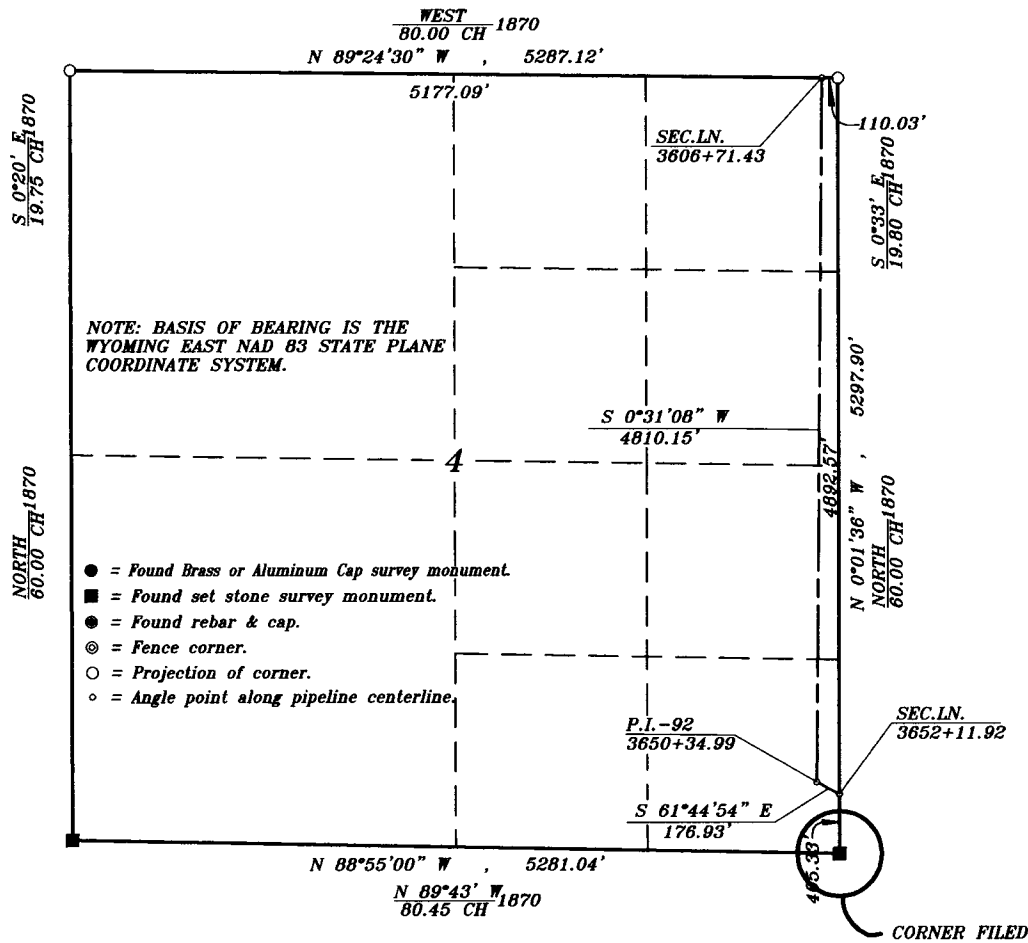 WEST
80.00 CH 1870
N 89°24'30" W , 5287.12'
5177.09'
110.03'
SEC.LN.
3606+71.43
S 0°20' E
19.75 CH 1870
S 0°33' E
19.80 CH 1870
NOTE: BASIS OF BEARING IS THE
WYOMING EAST NAD 83 STATE PLANE
COORDINATE SYSTEM.
S 0°31'08" W
4810.15'
4892.57'
N 0°01'36" W , 5297.90'
4
NORTH
60.00 CH 1870
NORTH
60.00 CH 1870
● = Found Brass or Aluminum Cap survey monument.
■ = Found set stone survey monument.
= Found rebar & cap.
◎ = Fence corner.
○ = Projection of corner.
○ = Angle point along pipeline centerline.
P.I.-92
3650+34.99
SEC.LN.
3652+11.92
S 61°44'54" E
176.93'
N 88°55'00" W , 5281.04'
N 89°43' W
80.45 CH 1870
CORNER FILED